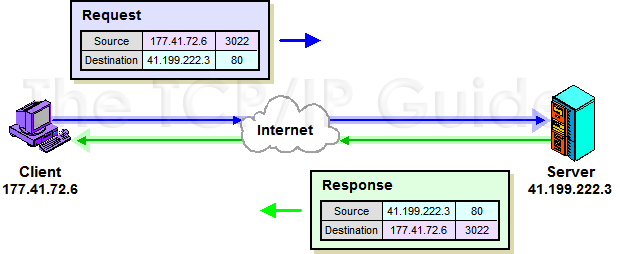 Request
Source 177.41.72.6 3022
Destination 41.199.222.3 80
The TCP/IP Guide
Internet
Client
177.41.72.6
Server
41.199.222.3
Response
Source 41.199.222.3 80
Destination 177.41.72.6 3022